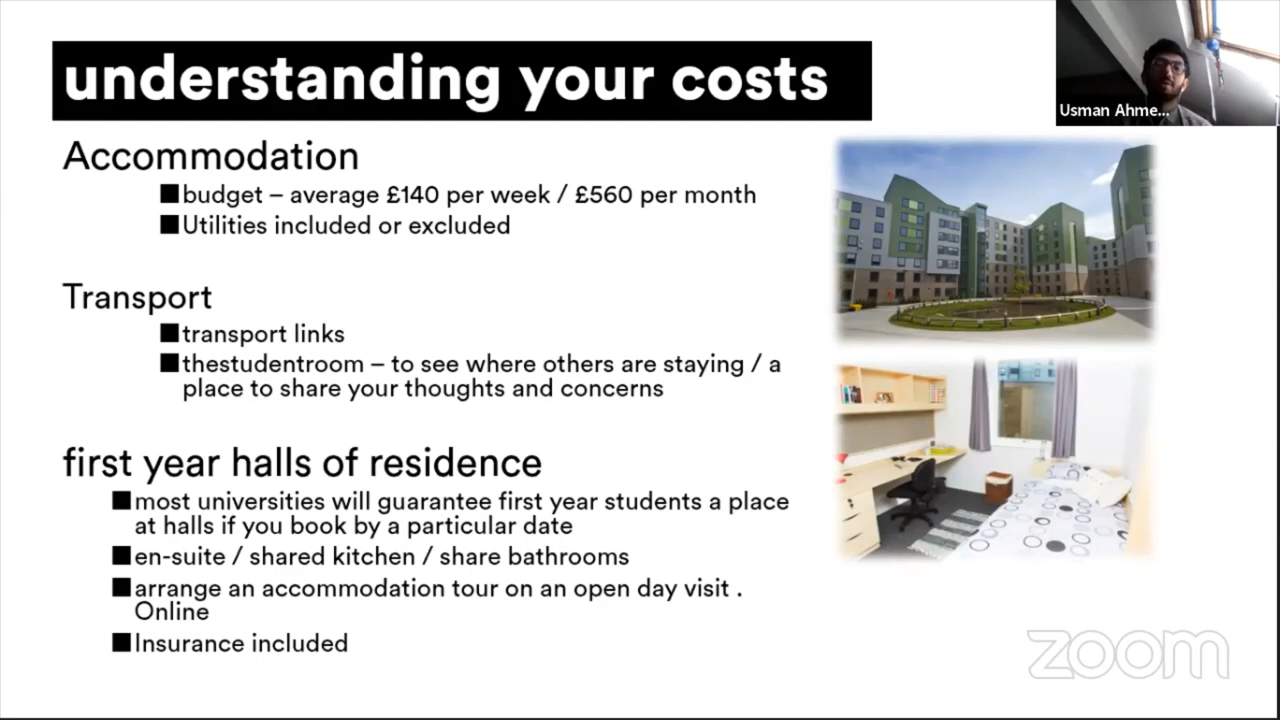 understanding your costs
Usman Ahme...
Accommodation
budget – average £140 per week / £560 per month
Utilities included or excluded
Transport
transport links
thestudentroom – to see where others are staying / a
place to share your thoughts and concerns
first year halls of residence
most universities will guarantee first year students a place
at halls if you book by a particular date
en-suite / shared kitchen / share bathrooms
arrange an accommodation tour on an open day visit .
Online
Insurance included
zoom